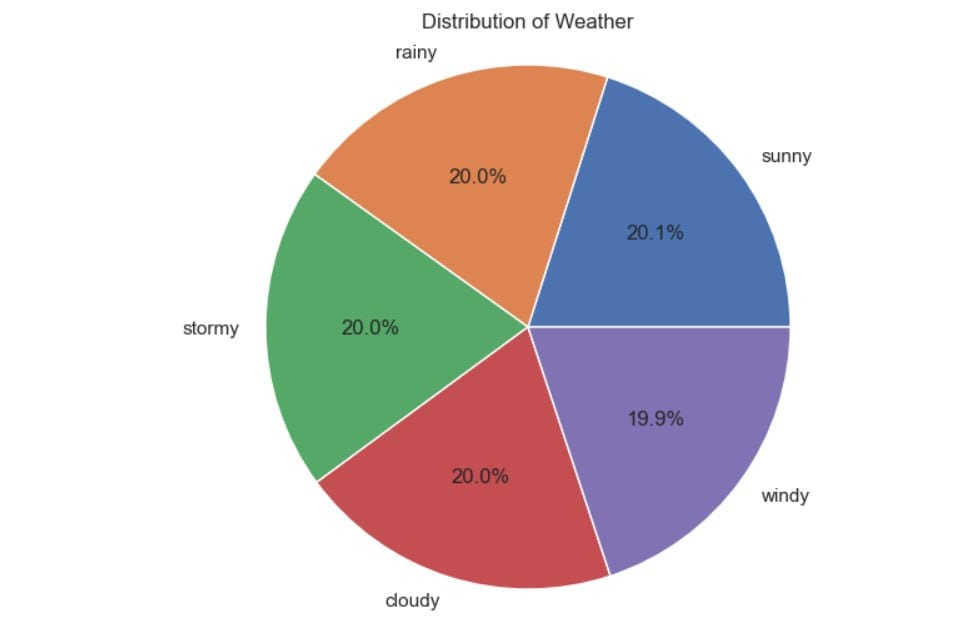 Distribution of Weather
rainy
sunny
20.0%
20.1%
stormy
20.0%
19.9%
20.0%
windy
cloudy